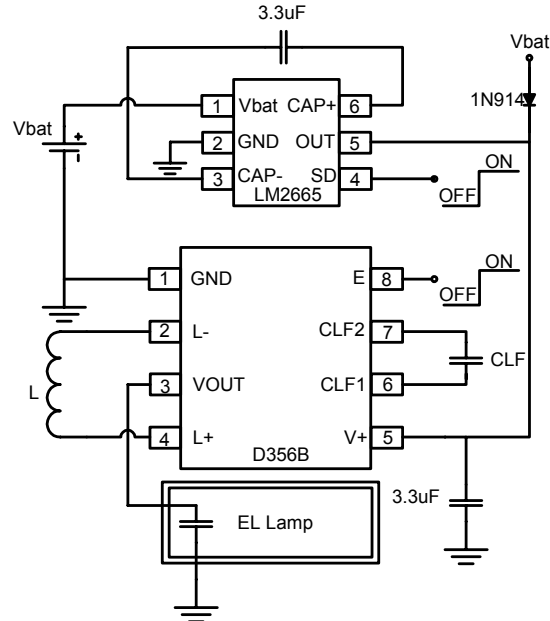 3.3uF
Vbat
1N914
Vbat
+
-
1 Vbat CAP+ 6
2 GND OUT 5
3 CAP- SD 4
LM2665
ON
OFF
1 GND E 8
ON
OFF
2 L- CLF2 7
CLF
3 VOUT CLF1 6
L
4 L+ V+ 5
D356B
3.3uF
EL Lamp